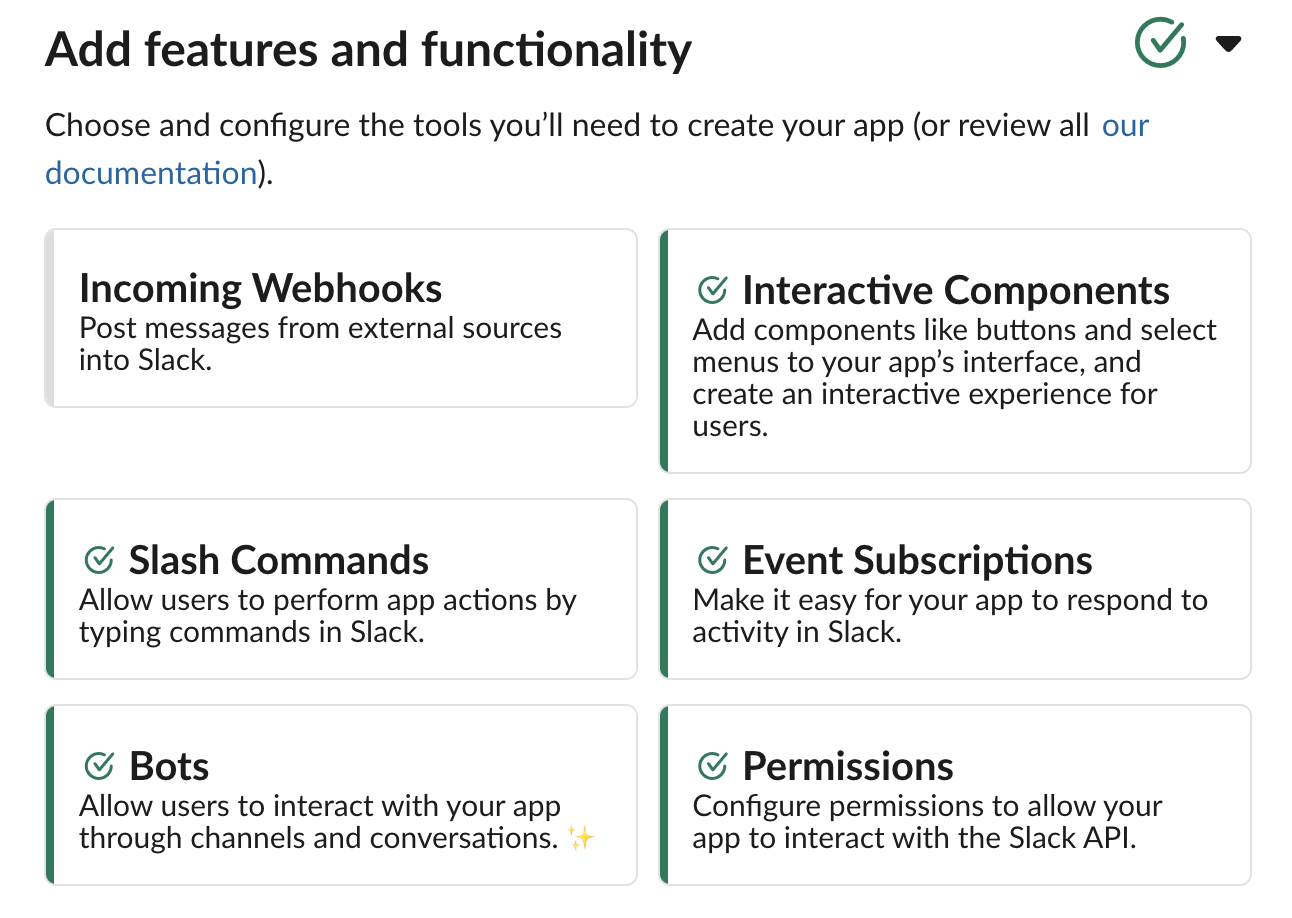 Add features and functionality
Choose and configure the tools you’ll need to create your app (or review all our
documentation).
Incoming Webhooks
Post messages from external sources
into Slack.
Interactive Components
Add components like buttons and select
menus to your app’s interface, and
create an interactive experience for
users.
Slash Commands
Allow users to perform app actions by
typing commands in Slack.
Event Subscriptions
Make it easy for your app to respond to
activity in Slack.
Bots
Allow users to interact with your app
through channels and conversations. ✨
Permissions
Configure permissions to allow your
app to interact with the Slack API.